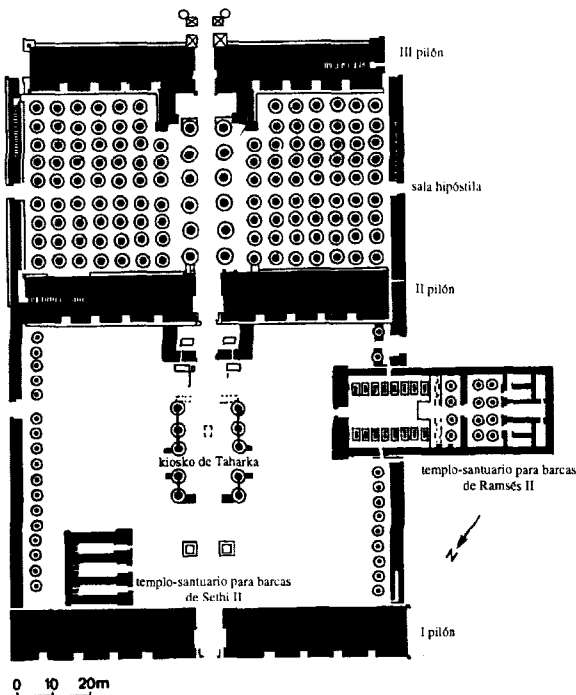 III pilón
sala hipóstila
II pilón
kiosko de Taharka
templo-santuario para barcas
de Ramsés II
N
templo-santuario para barcas
de Sethi II
I pilón
0 10 20m